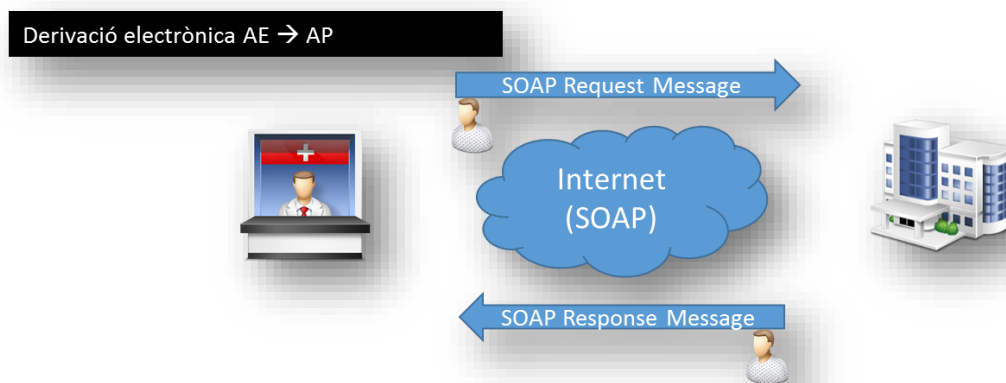 Derivació electrònica AE → AP
SOAP Request Message
Internet
(SOAP)
SOAP Response Message